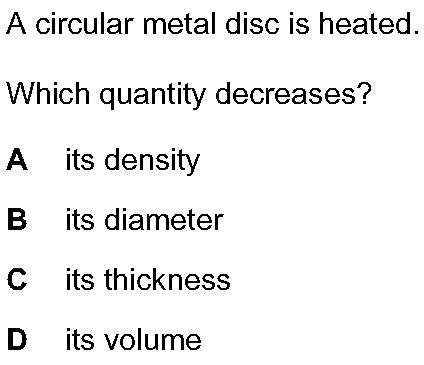 A circular metal disc is heated.
Which quantity decreases?
A its density
B its diameter
C its thickness
D its volume